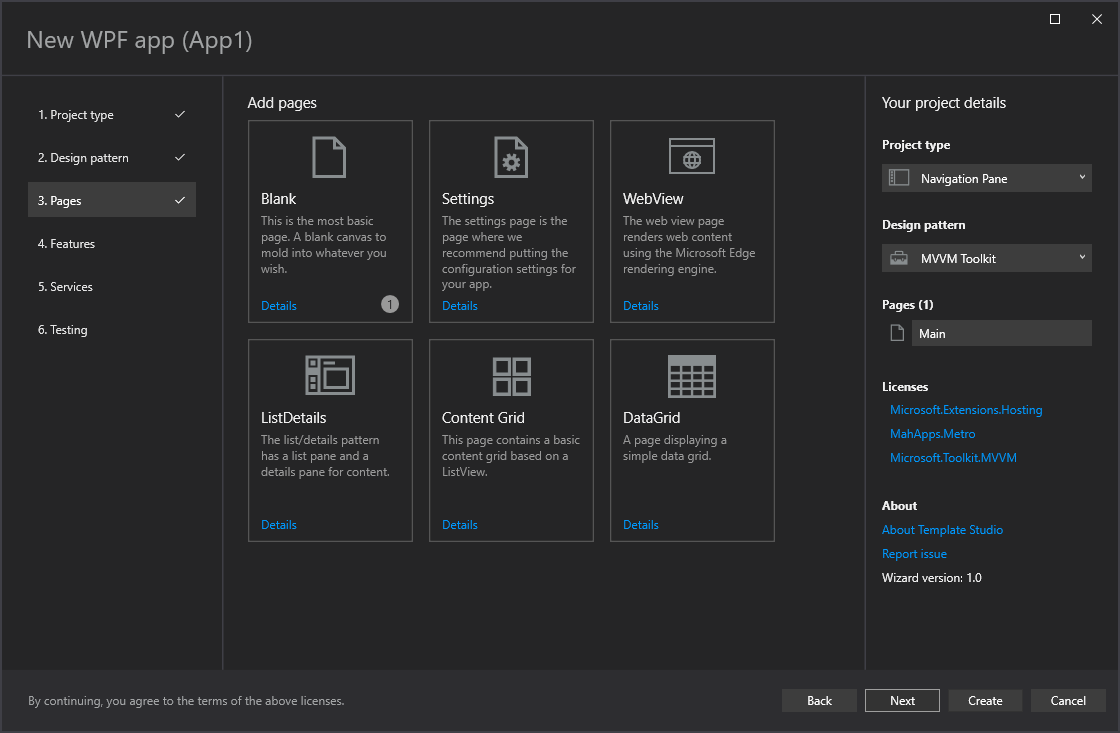 New WPF app (App1)
1. Project type
2. Design pattern
3. Pages
4. Features
5. Services
6. Testing
Add pages
Blank
This is the most basic
page. A blank canvas to
mold into whatever you
wish.
Details
1
Settings
The settings page is the
page where we
recommend putting the
configuration settings for
your app.
Details
WebView
The web view page
renders web content
using the Microsoft Edge
rendering engine.
Details
ListDetails
The list/details pattern
has a list pane and a
details pane for content.
Details
Content Grid
This page contains a basic
content grid based on a
ListView.
Details
DataGrid
A page displaying a
simple data grid.
Details
Your project details
Project type
Navigation Pane
Design pattern
MVVM Toolkit
Pages (1)
Main
Licenses
Microsoft.Extensions.Hosting
MahApps.Metro
Microsoft.Toolkit.MVVM
About
About Template Studio
Report issue
Wizard version: 1.0
By continuing, you agree to the terms of the above licenses.
Back
Next
Create
Cancel